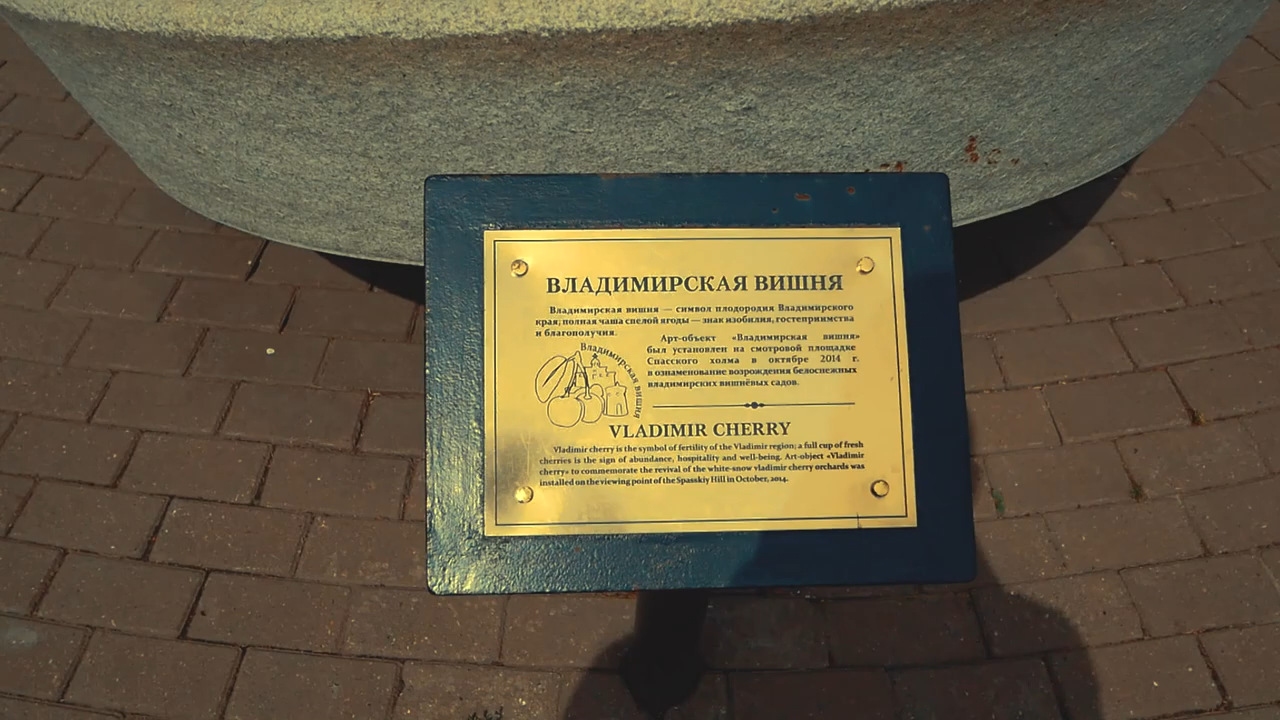 ВЛАДИМИРСКАЯ ВИШНЯ
Владимирская вишня — символ плодородия Владимирского
края; полная чаша спелой ягоды — знак изобилия, гостеприимства
и благополучия.
Арт-объект «Владимирская вишня»
был установлен на смотровой площадке
Спасского холма в октябре 2014 г.
в ознаменование возрождения белоснежных
владимирских вишнёвых садов.
Владимирская вишня
VLADIMIR CHERRY
Vladimir cherry is the symbol of fertility of the Vladimir region; a full cup of fresh
cherries is the sign of abundance, hospitality and well-being. Art-object «Vladimir
cherry» to commemorate the revival of the white-snow vladimir cherry orchards was
installed on the viewing point of the Spasskiy Hill in October, 2014.